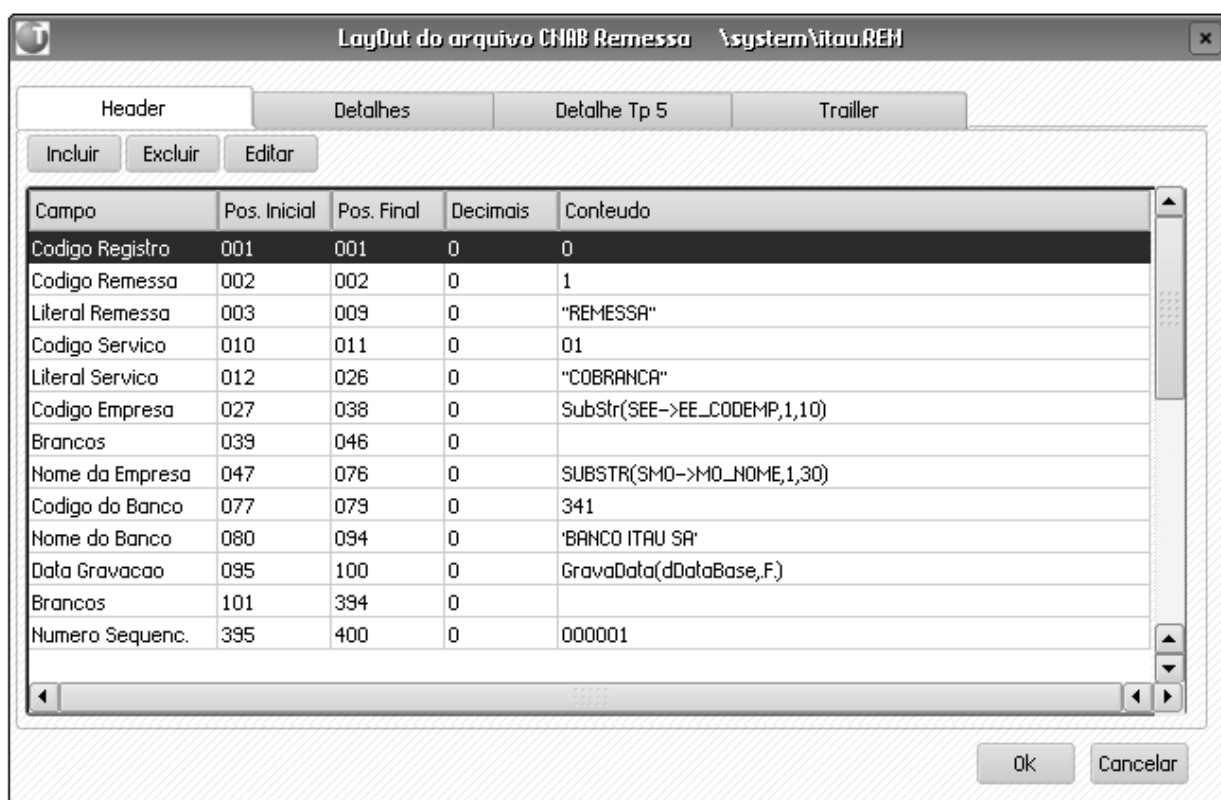 LayOut do arquivo CNAB Remessa \system\itau.REM
Header Detalhes Detalhe Tp 5 Trailler
Incluir Excluir Editar
Campo Pos. Inicial Pos. Final Decimais Conteudo
Codigo Registro 001 001 0 0
Codigo Remessa 002 002 0 1
Literal Remessa 003 009 0 "REMESSA"
Codigo Servico 010 011 0 01
Literal Servico 012 026 0 "COBRANCA"
Codigo Empresa 027 038 0 SubStr(SEE->EE_CODEMP,1,10)
Brancos 039 046 0
Nome da Empresa 047 076 0 SUBSTR(SM0->M0_NOME,1,30)
Codigo do Banco 077 079 0 341
Nome do Banco 080 094 0 'BANCO ITAU SA'
Data Gravacao 095 100 0 GravaData(dDataBase,.F.)
Brancos 101 394 0
Numero Sequenc. 395 400 0 000001
Ok Cancelar